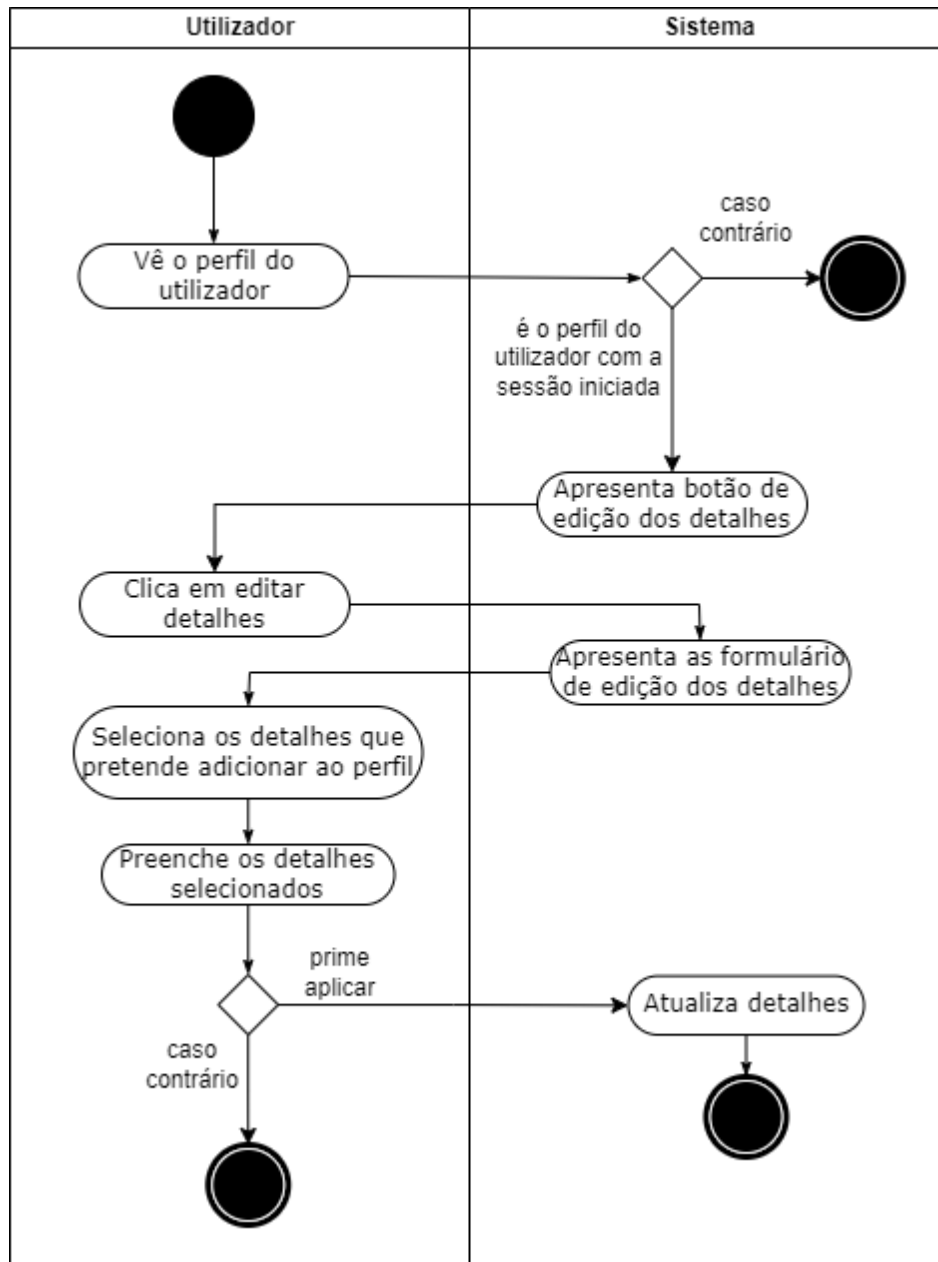 Utilizador
Sistema
Vê o perfil do
utilizador
caso
contrário
é o perfil do
utilizador com a
sessão iniciada
Apresenta botão de
edição dos detalhes
Clica em editar
detalhes
Apresenta as formulário
de edição dos detalhes
Seleciona os detalhes que
pretende adicionar ao perfil
Preenche os detalhes
selecionados
prime
aplicar
Atualiza detalhes
caso
contrário